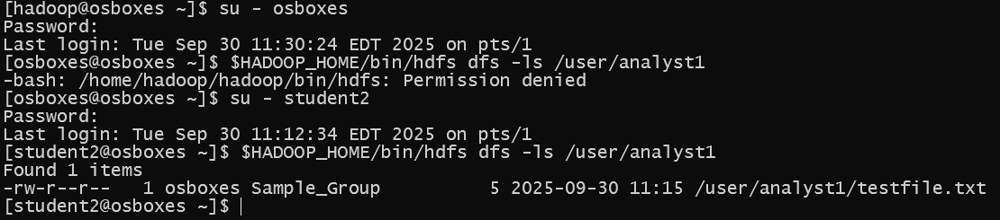 [hadoop@osboxes ~]$ su - osboxes
Password:
Last login: Tue Sep 30 11:30:24 EDT 2025 on pts/1
[osboxes@osboxes ~]$ $HADOOP_HOME/bin/hdfs dfs -ls /user/analyst1
-bash: /home/hadoop/hadoop/bin/hdfs: Permission denied
[osboxes@osboxes ~]$ su - student2
Password:
Last login: Tue Sep 30 11:12:34 EDT 2025 on pts/1
[student2@osboxes ~]$ $HADOOP_HOME/bin/hdfs dfs -ls /user/analyst1
Found 1 items
-rw-r--r--   1 osboxes Sample_Group          5 2025-09-30 11:15 /user/analyst1/testfile.txt
[student2@osboxes ~]$